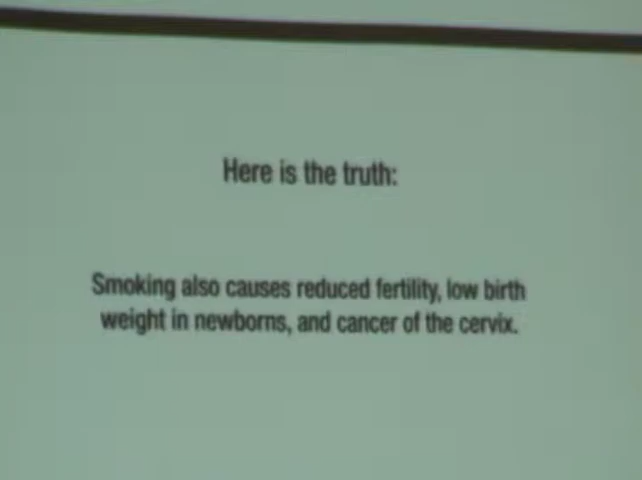 Here is the truth:
Smoking also causes reduced fertility, low birth
weight in newborns, and cancer of the cervix.